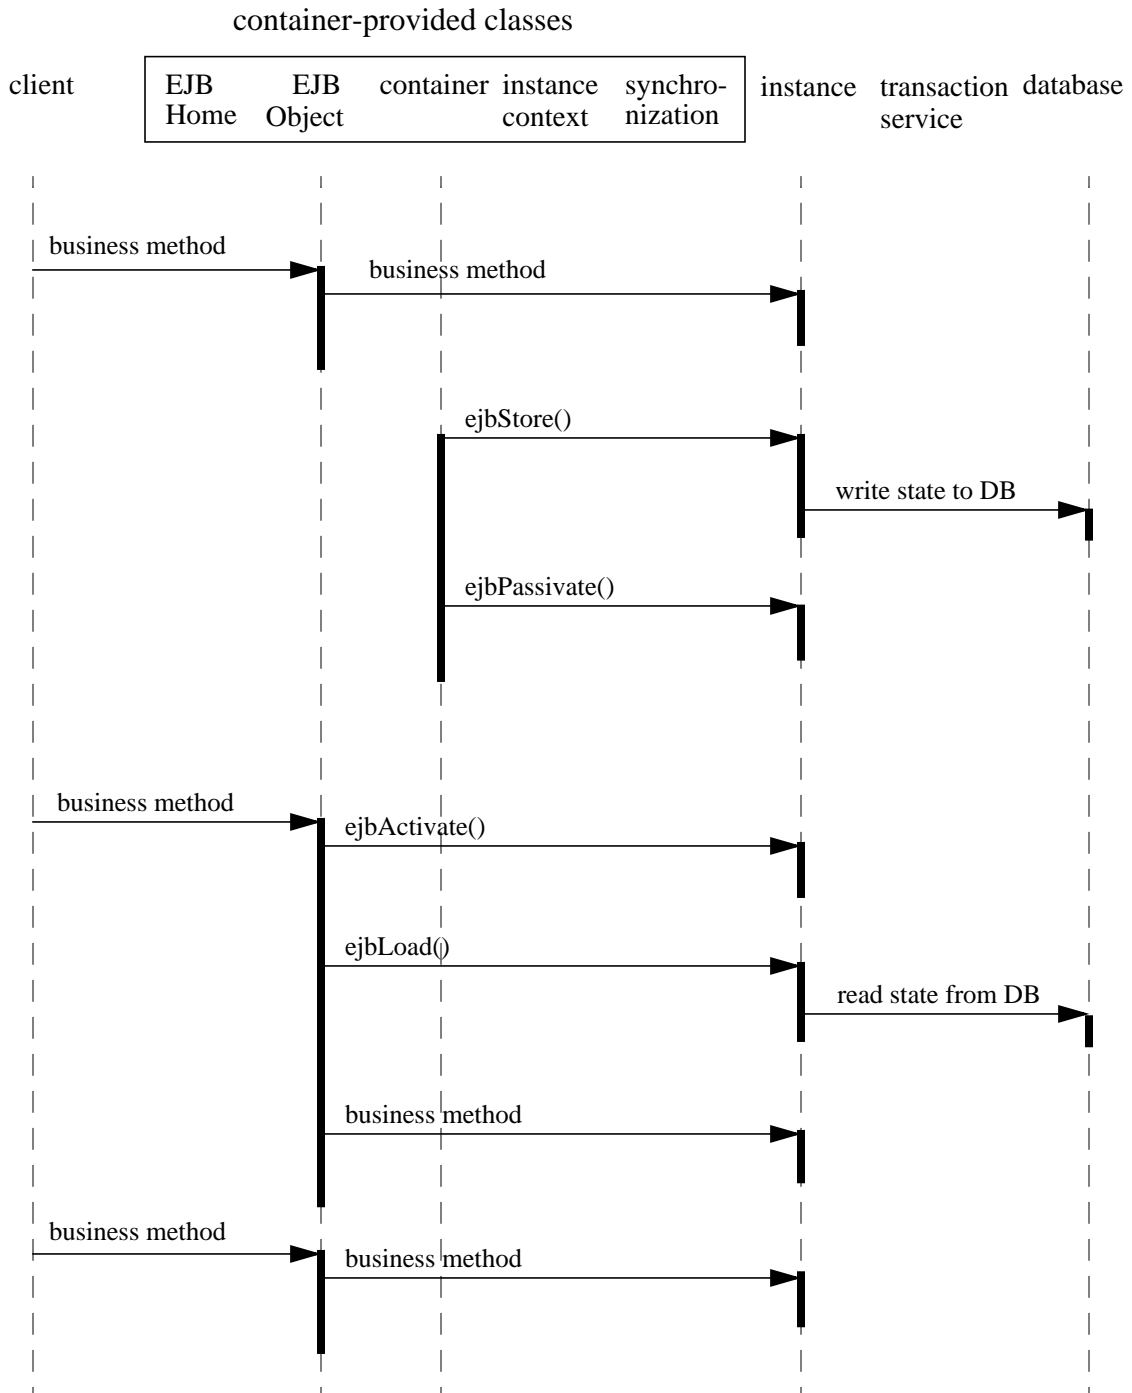 container-provided classes
client EJB EJB container instance synchro- instance transaction database
Home Object context nization service
business method
business method
ejbStore()
write state to DB
ejbPassivate()
business method
ejbActivate()
ejbLoad()
read state from DB
business method
business method
business method